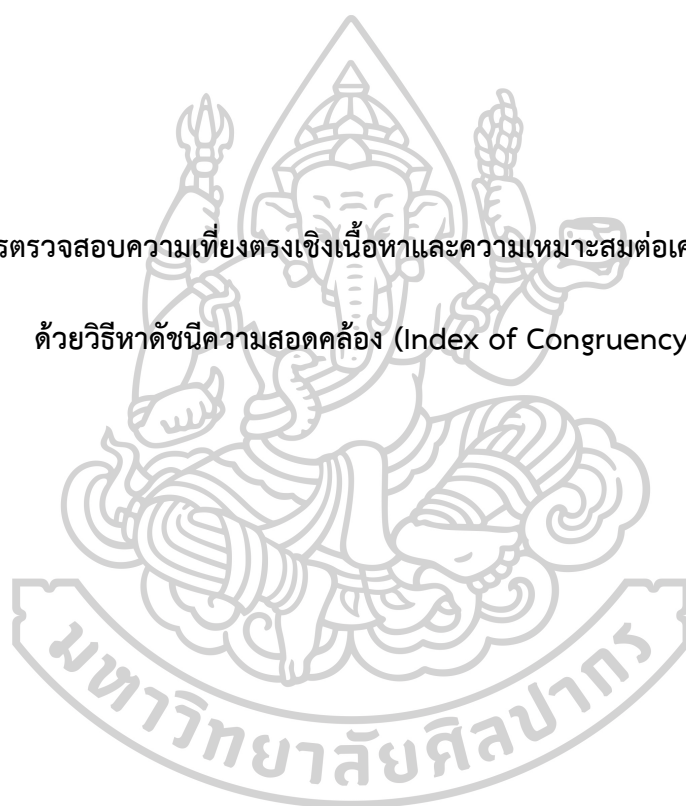 รตรวจสอบความเที่ยงตรงเชิงเนื้อหาและความเหมาะสมต่อเค
ด้วยวิธีหาดัชนีความสอดคล้อง (Index of Congruency
มหาวิทยาลัยศิลปากร